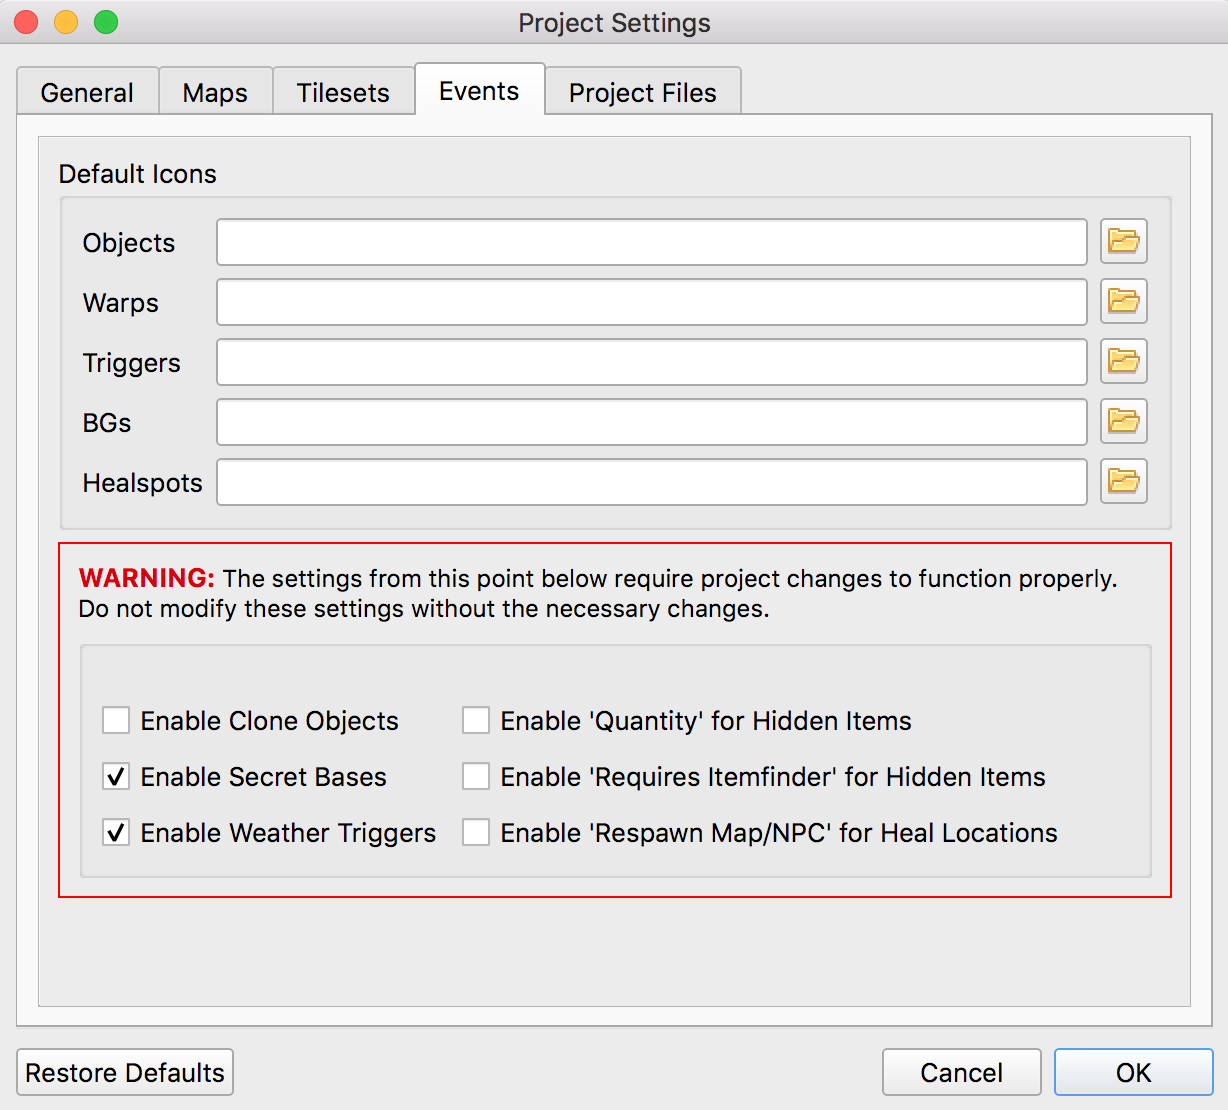 Project Settings
General Maps Tilesets Events Project Files
Default Icons
Objects
Warps
Triggers
BGs
Healspots
WARNING: The settings from this point below require project changes to function properly.
Do not modify these settings without the necessary changes.
Enable Clone Objects Enable 'Quantity' for Hidden Items
Enable Secret Bases Enable 'Requires Itemfinder' for Hidden Items
Enable Weather Triggers Enable 'Respawn Map/NPC' for Heal Locations
Restore Defaults Cancel OK